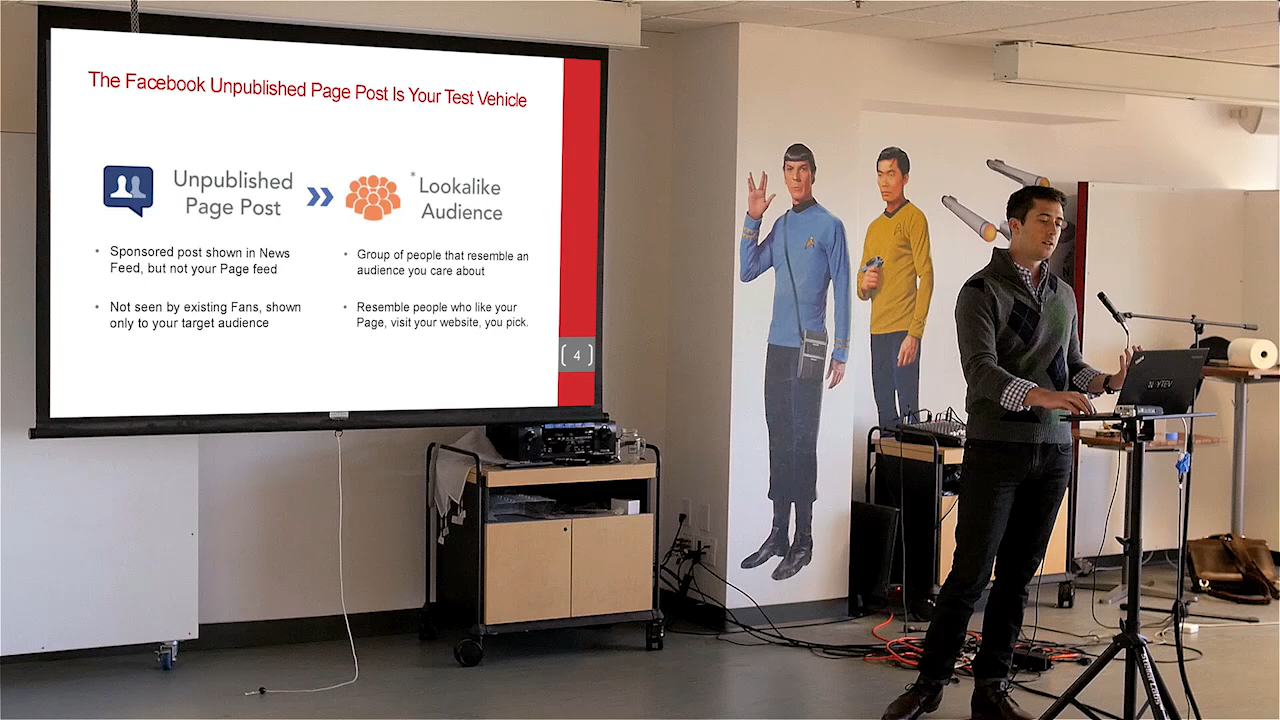 The Facebook Unpublished Page Post Is Your Test Vehicle
Unpublished
Page Post
* Lookalike
Audience
• Sponsored post shown in News
Feed, but not your Page feed
• Not seen by existing Fans, shown
only to your target audience
• Group of people that resemble an
audience you care about
• Resemble people who like your
Page, visit your website, you pick.
4